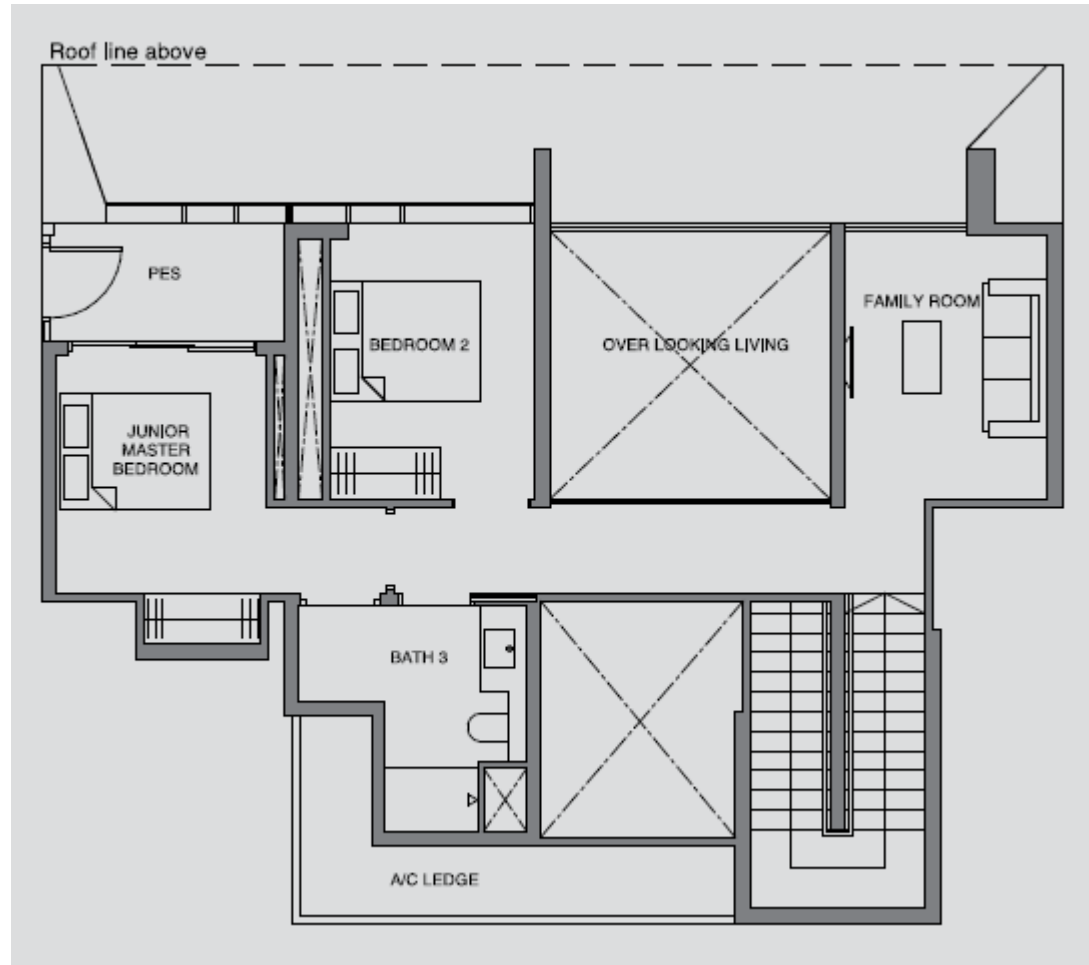 Roof line above
PES
FAMILY ROOM
BEDROOM 2
OVER LOOKING LIVING
JUNIOR
MASTER
BEDROOM
BATH 3
A/C LEDGE